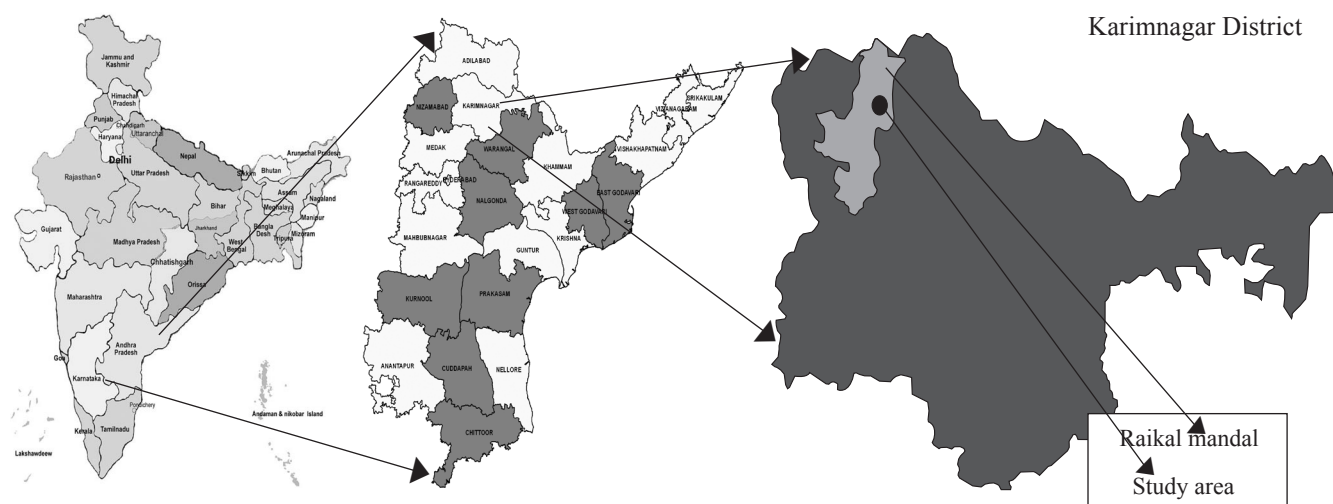 Karimnagar District
Jammu and
Kashmir
Himachal
Pradesh
Punjab
Chandigarh
Uttaranchal
Haryana
Delhi
Rajasthan
Uttar Pradesh
Nepal
Sikkim
Bhutan
Arunachal Pradesh
Assam
Nagaland
Meghalaya
Manipur
Bihar
Gujarat
Madhya Pradesh
Jharkhand
West
Bengal
Bangla
Desh
Tripura
Mizoram
Chhatishgarh
Orissa
Maharashtra
Andhra
Pradesh
Goa
Karnataka
Pondichery
Kerala
Tamilnadu
Lakshawdeew
Andaman & nikobar Island
ADILABAD
NIZAMABAD
KARIMNAGAR
MEDAK
WARANGAL
KHAMMAM
RANGAREDDY
HYDERABAD
NALGONDA
MAHBUBNAGAR
SRIKAKULAM
VIZIANAGARAM
VISHAKHAPATNAM
EAST GODAVARI
WEST GODAVARI
KRISHNA
GUNTUR
KURNOOL
PRAKASAM
ANANTAPUR
CUDDAPAH
NELLORE
CHITTOOR
Raikal mandal
Study area